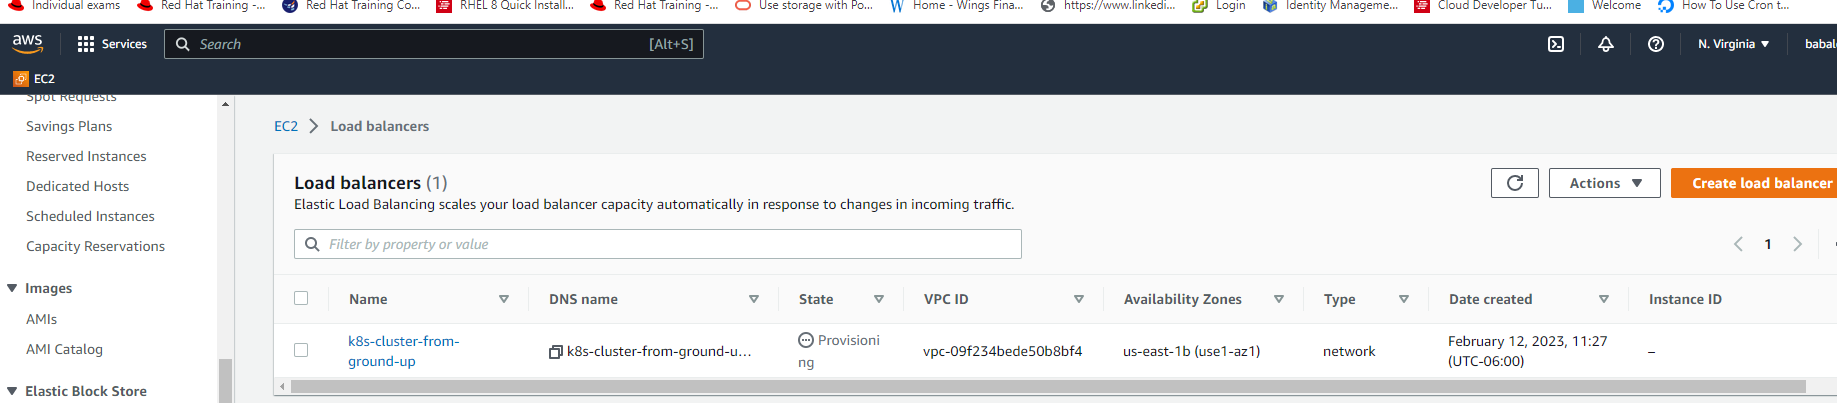 Individual exams
Red Hat Training -...
Red Hat Training Co...
RHEL 8 Quick Install...
Red Hat Training -...
Use storage with Po...
Home - Wings Fina...
https://www.linkedi...
Login
Identity Manageme...
Cloud Developer Tu...
Welcome
How To Use Cron t...
aws
Services
Search
[Alt+S]
N. Virginia
babal
EC2
Spot Requests
Savings Plans
Reserved Instances
Dedicated Hosts
Scheduled Instances
Capacity Reservations
Images
AMIs
AMI Catalog
Elastic Block Store
EC2
Load balancers
Load balancers (1)
Elastic Load Balancing scales your load balancer capacity automatically in response to changes in incoming traffic.
Actions
Create load balancer
Filter by property or value
1
Name
DNS name
State
VPC ID
Availability Zones
Type
Date created
Instance ID
k8s-cluster-from-
ground-up
k8s-cluster-from-ground-u...
Provisioni
ng
vpc-09f234bede50b8bf4
us-east-1b (use1-az1)
network
February 12, 2023, 11:27
(UTC-06:00)
–